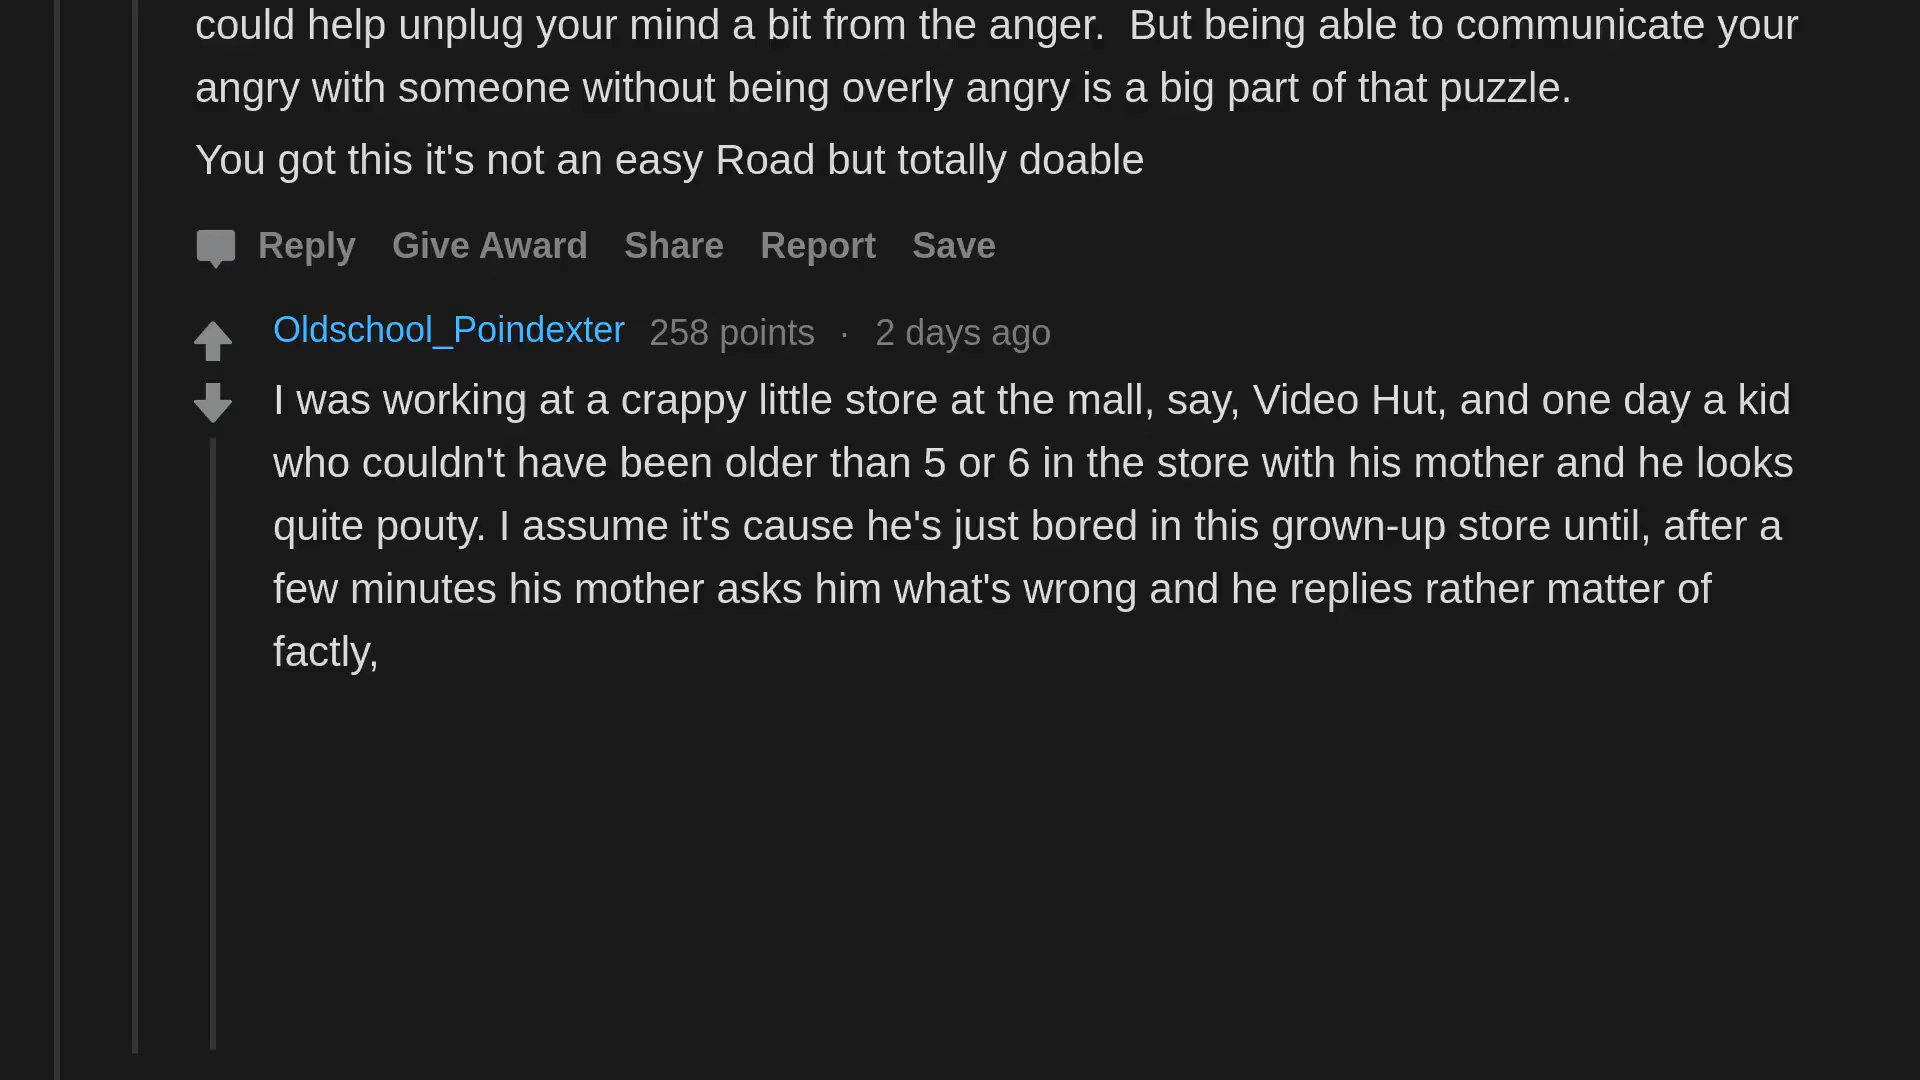 could help unplug your mind a bit from the anger.  But being able to communicate your
angry with someone without being overly angry is a big part of that puzzle.
You got this it's not an easy Road but totally doable
Reply Give Award Share Report Save
Oldschool_Poindexter 258 points · 2 days ago
I was working at a crappy little store at the mall, say, Video Hut, and one day a kid
who couldn't have been older than 5 or 6 in the store with his mother and he looks
quite pouty. I assume it's cause he's just bored in this grown-up store until, after a
few minutes his mother asks him what's wrong and he replies rather matter of
factly,